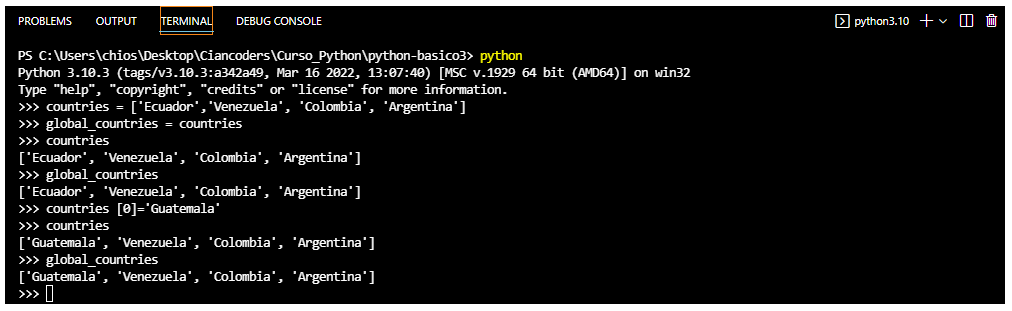 PROBLEMS OUTPUT TERMINAL DEBUG CONSOLE python3.10
PS C:\Users\chios\Desktop\Ciancoders\Curso_Python\python-basico3> python
Python 3.10.3 (tags/v3.10.3:a342a49, Mar 16 2022, 13:07:40) [MSC v.1929 64 bit (AMD64)] on win32
Type "help", "copyright", "credits" or "license" for more information.
>>> countries = ['Ecuador','Venezuela', 'Colombia', 'Argentina']
>>> global_countries = countries
>>> countries
['Ecuador', 'Venezuela', 'Colombia', 'Argentina']
>>> global_countries
['Ecuador', 'Venezuela', 'Colombia', 'Argentina']
>>> countries [0]='Guatemala'
>>> countries
['Guatemala', 'Venezuela', 'Colombia', 'Argentina']
>>> global_countries
['Guatemala', 'Venezuela', 'Colombia', 'Argentina']
>>>